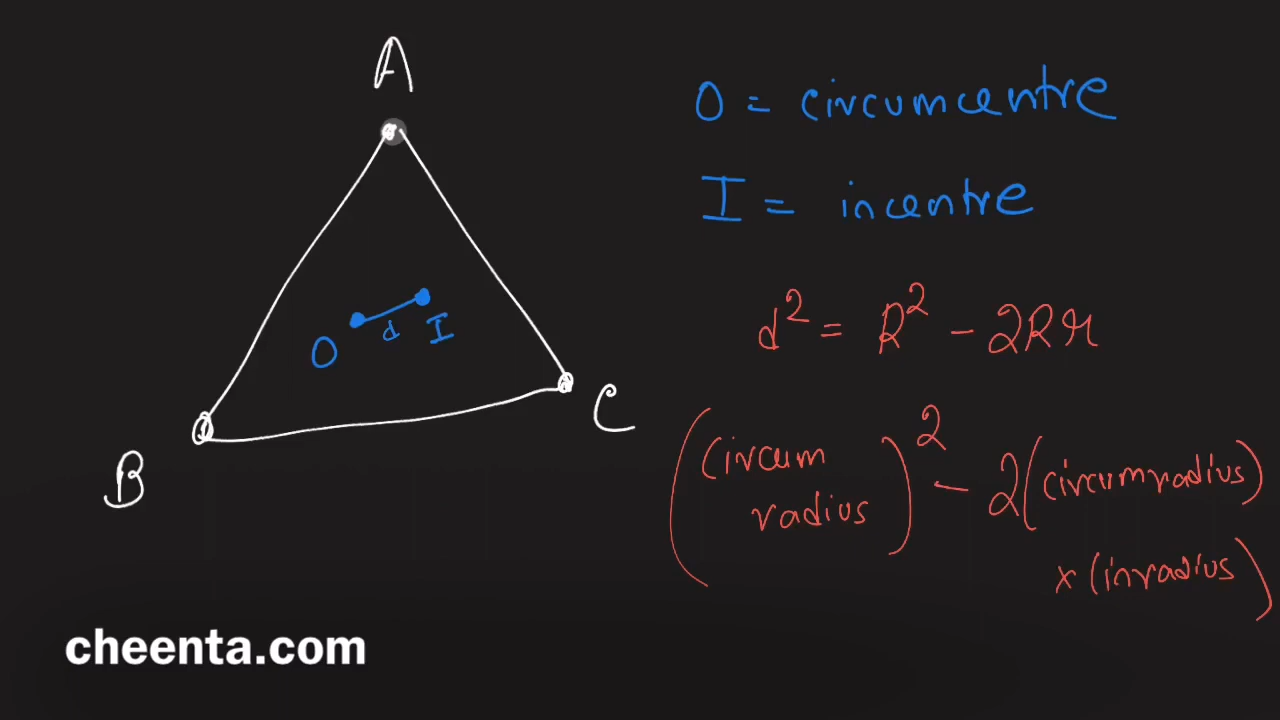 A
O = circumcentre
I = incentre
d
O
I
d² = R² - 2Rr
C
B
(circum radius)² - 2(circumradius) x (inradius)
cheenta.com